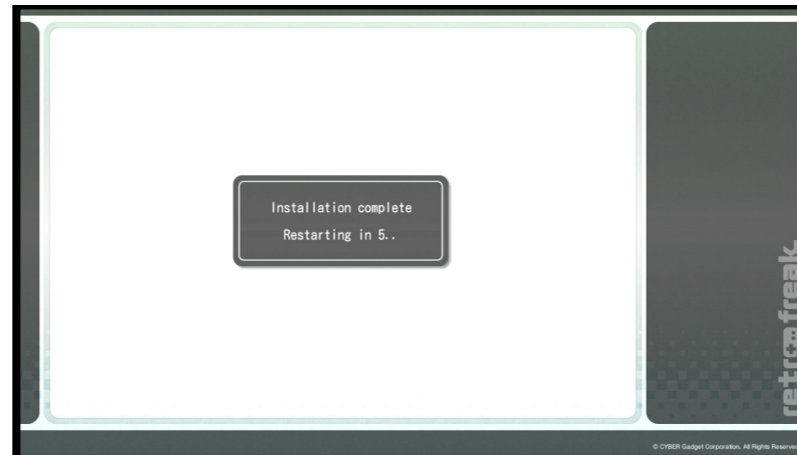 Installation complete
Restarting in 5..
retro freak
© CYBER Gadget Corporation. All Rights Reserved